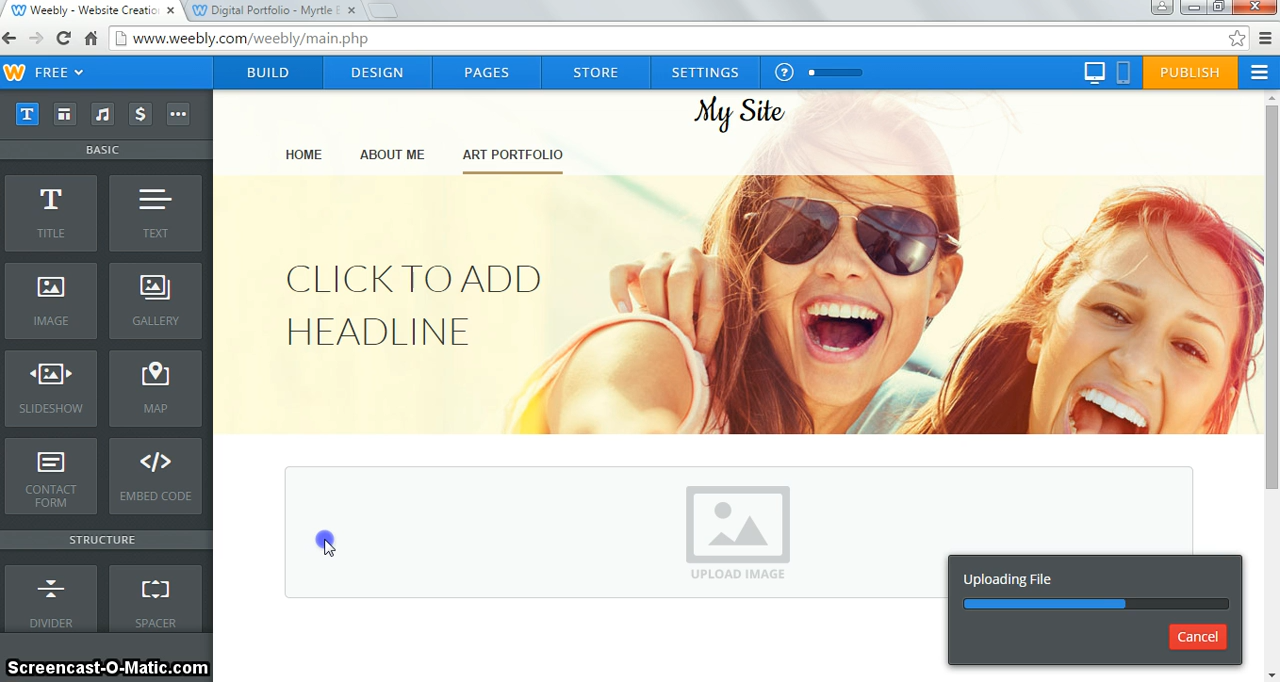 Weebly - Website Creatio
Digital Portfolio - Myrtle B
www.weebly.com/weebly/main.php
FREE
BUILD
DESIGN
PAGES
STORE
SETTINGS
?
PUBLISH
T
$
BASIC
My Site
HOME
ABOUT ME
ART PORTFOLIO
T
TITLE
TEXT
IMAGE
GALLERY
SLIDESHOW
MAP
CONTACT
FORM
</>
EMBED CODE
STRUCTURE
DIVIDER
SPACER
CLICK TO ADD
HEADLINE
UPLOAD IMAGE
Uploading File
Cancel
Screencast-O-Matic.com